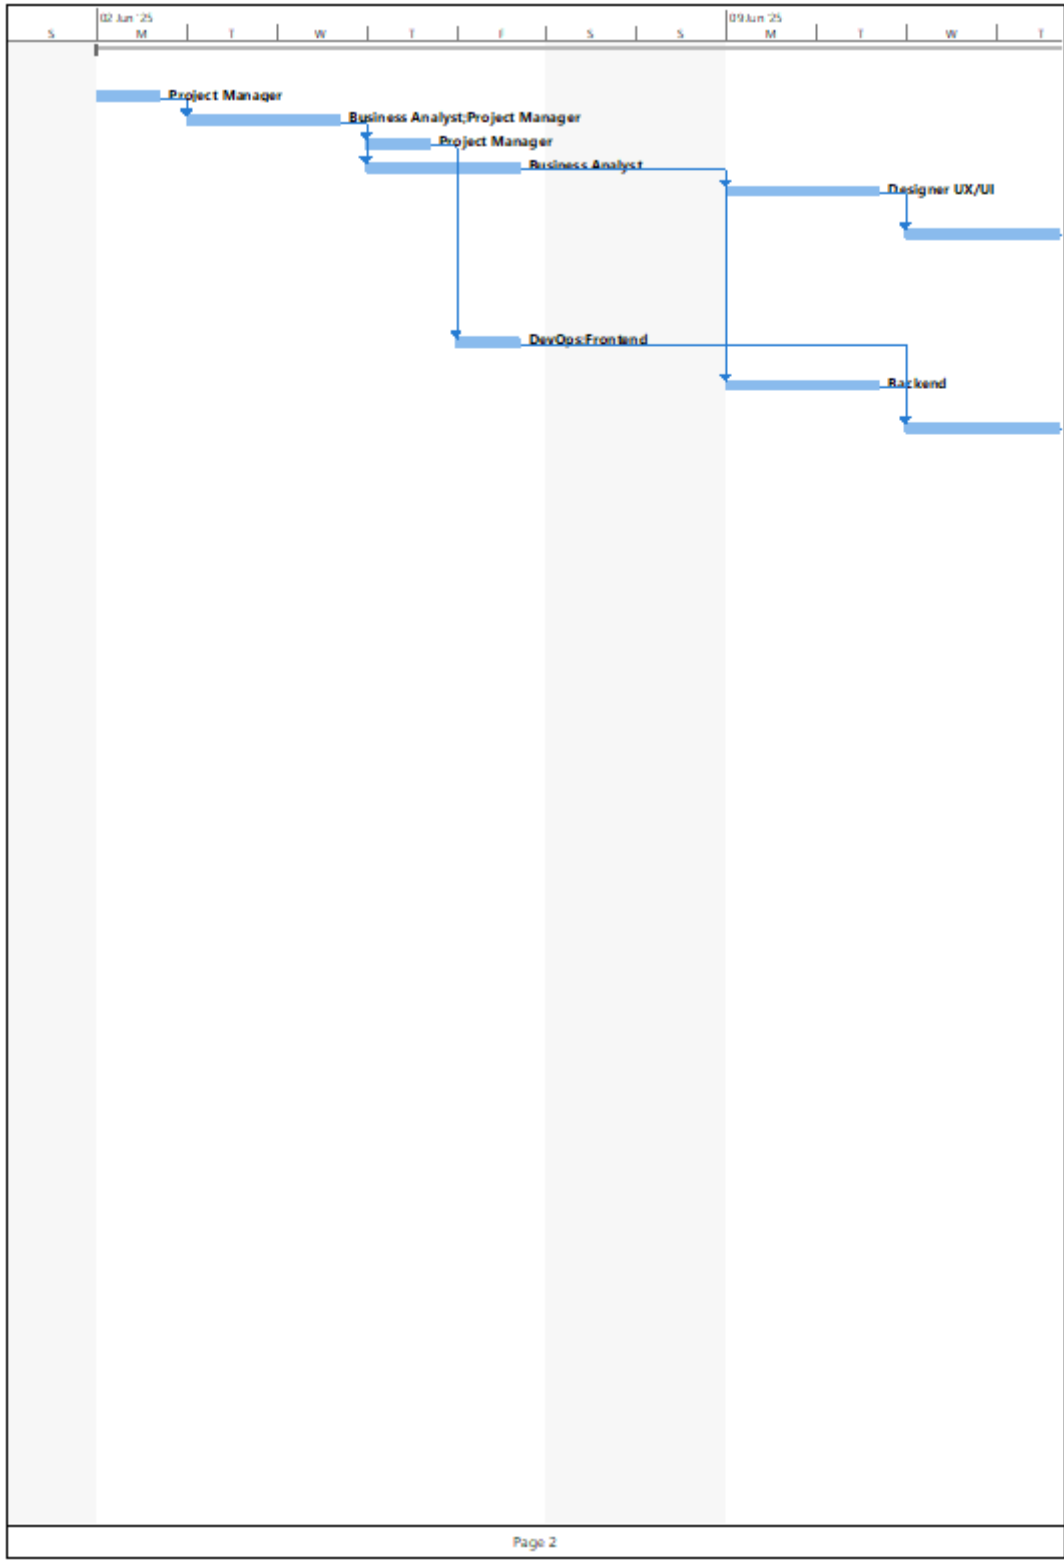 02 Jun '25 09 Jun '25
S M T W T F S S M T W T
Project Manager
Business Analyst;Project Manager
Project Manager
Business Analyst
Designer UX/UI
DevOps;Frontend
Backend
Page 2